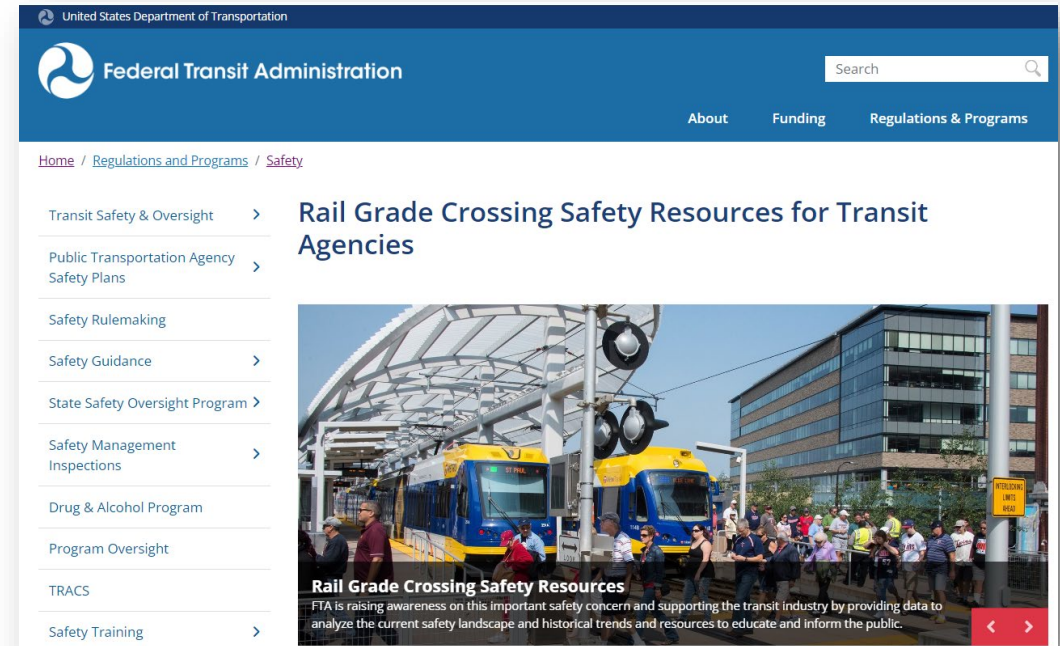 United States Department of Transportation
Federal Transit Administration
Search
About Funding Regulations & Programs
Home / Regulations and Programs / Safety
Transit Safety & Oversight
Public Transportation Agency
Safety Plans
Safety Rulemaking
Safety Guidance
State Safety Oversight Program
Safety Management
Inspections
Drug & Alcohol Program
Program Oversight
TRACS
Safety Training
Rail Grade Crossing Safety Resources for Transit
Agencies
ST PAUL
INTERLOCKING
LIMITS
AHEAD
Rail Grade Crossing Safety Resources
FTA is raising awareness on this important safety concern and supporting the transit industry by providing data to
analyze the current safety landscape and historical trends and resources to educate and inform the public.